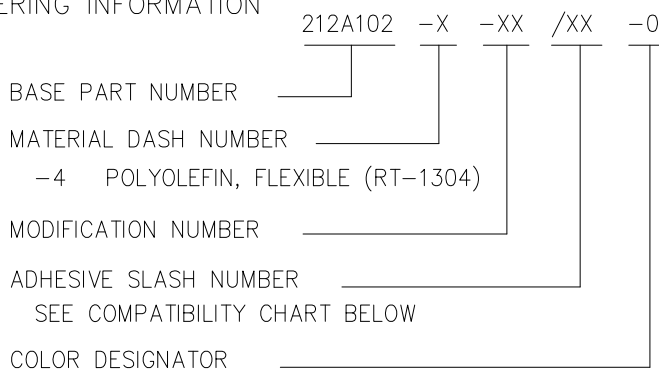 INFORMATION
212A102 -X -XX /XX -0
BASE PART NUMBER
MATERIAL DASH NUMBER
-4 POLYOLEFIN, FLEXIBLE (RT-1304)
MODIFICATION NUMBER
ADHESIVE SLASH NUMBER
SEE COMPATIBILITY CHART BELOW
COLOR DESIGNATOR